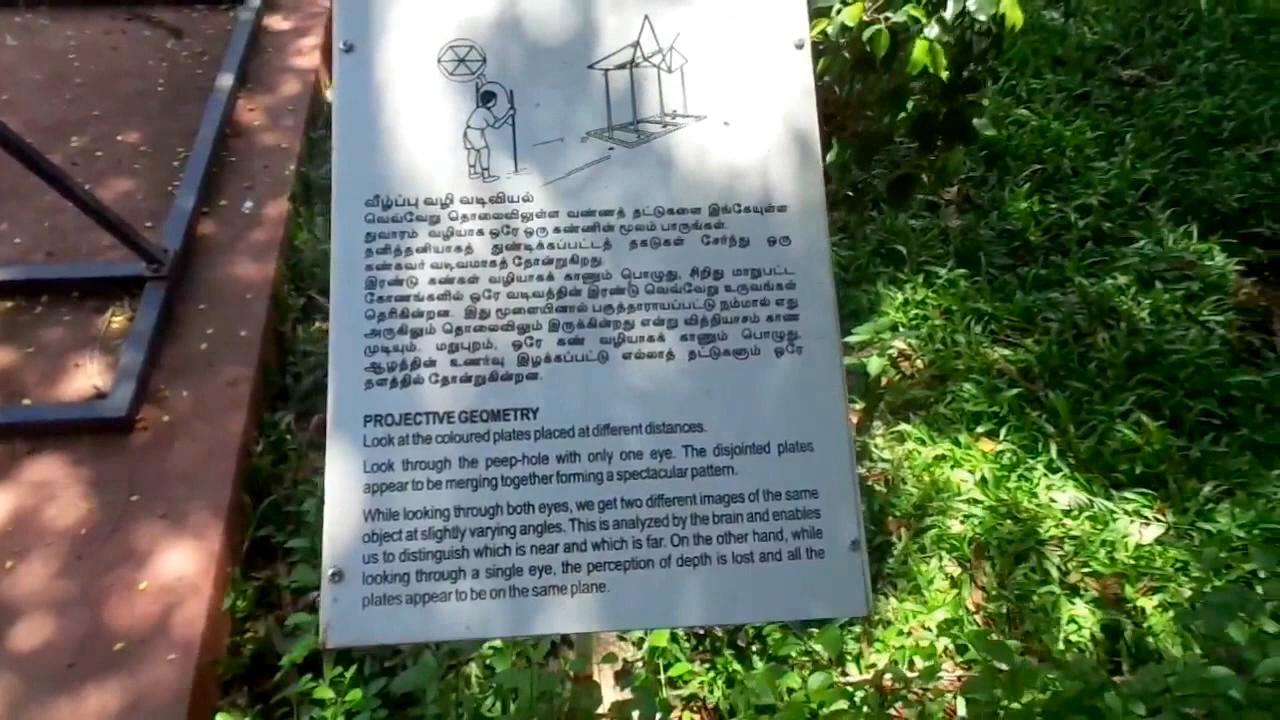 வீழ்ப்பு வழி வடிவியல்
வெவ்வேறு தொலைவிலுள்ள வண்ணத் தட்டுகளை இங்கேயுள்ள
துவாரம் வழியாக ஒரே ஒரு கண்ணின் மூலம் பாருங்கள்.
தனித்தனியாகத் துண்டிக்கப்பட்டத் தகடுகள் சேர்ந்து ஒரு
கண்கவர் வடிவமாகத் தோன்றுகிறது.
இரண்டு கண்கள் வழியாகக் காணும் பொழுது, சிறிது மாறுபட்ட
கோணங்களில் ஒரே வடிவத்தின் இரண்டு வெவ்வேறு உருவங்கள்
தெரிகின்றன. இது மூளையினால் பகுத்தாராயப்பட்டு நம்மால் எது
அருகிலும் தொலைவிலும் இருக்கின்றது என்று வித்தியாசம் காண
முடியும். மறுபுறம், ஒரே கண் வழியாகக் காணும் பொழுது,
ஆழத்தின் உணர்வு இழக்கப்பட்டு எல்லாத் தட்டுகளும் ஒரே
தளத்தில் தோன்றுகின்றன.
PROJECTIVE GEOMETRY
Look at the coloured plates placed at different distances.
Look through the peep-hole with only one eye. The disjointed plates
appear to be merging together forming a spectacular pattern.
While looking through both eyes, we get two different images of the same
object at slightly varying angles. This is analyzed by the brain and enables
us to distinguish which is near and which is far. On the other hand, while
looking through a single eye, the perception of depth is lost and all the
plates appear to be on the same plane.